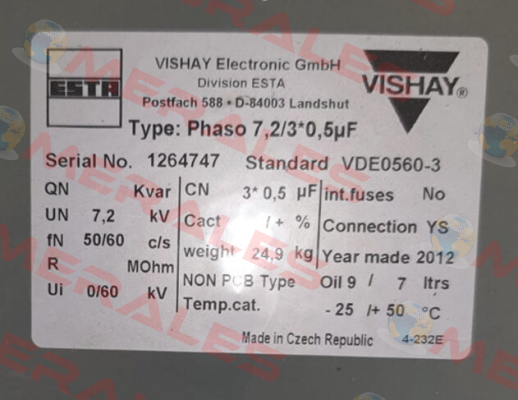 ESTA
VISHAY Electronic GmbH
Division ESTA
Postfach 588 • D-84003 Landshut
VISHAY®
Type: Phaso 7,2/3*0,5µF
Serial No. 1264747 Standard VDE0560-3
QN Kvar
UN 7,2 kV
fN 50/60 c/s
R MOhm
Ui 0/60 kV
CN 3* 0,5 µF
Cact / + %
weight 24,9 kg
NON PCB Type Oil 9 / 7 ltrs
Temp.cat. - 25 /+ 50 °C
int.fuses No
Connection YS
Year made 2012
Made in Czech Republic 4-232E
MERALES